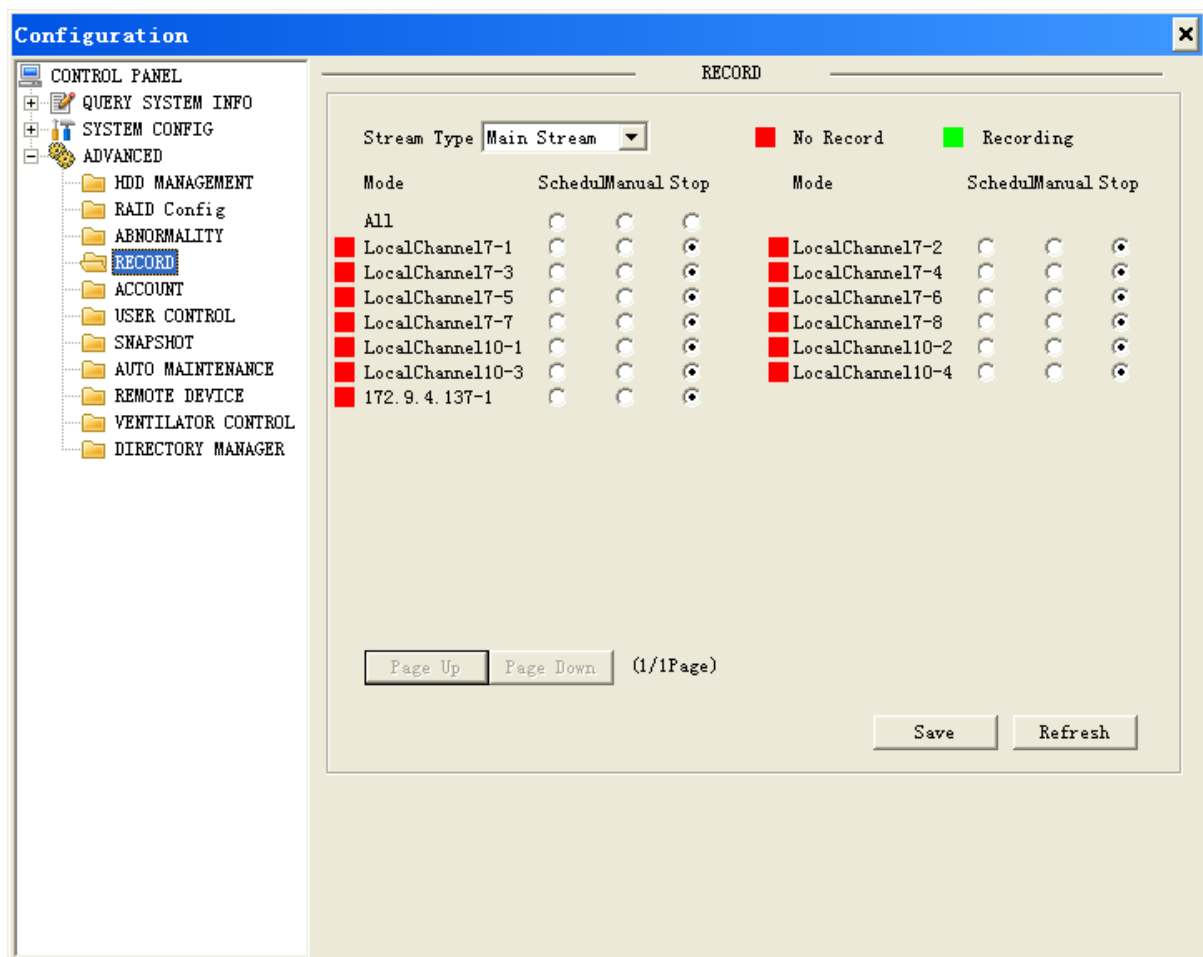 Configuration
CONTROL PANEL
QUERY SYSTEM INFO
SYSTEM CONFIG
ADVANCED
HDD MANAGEMENT
RAID Config
ABNORMALITY
RECORD
ACCOUNT
USER CONTROL
SNAPSHOT
AUTO MAINTENANCE
REMOTE DEVICE
VENTILATOR CONTROL
DIRECTORY MANAGER
RECORD
Stream Type Main Stream No Record Recording
Mode Schedul Manual Stop Mode Schedul Manual Stop
All
LocalChannel7-1 LocalChannel7-2
LocalChannel7-3 LocalChannel7-4
LocalChannel7-5 LocalChannel7-6
LocalChannel7-7 LocalChannel7-8
LocalChannel10-1 LocalChannel10-2
LocalChannel10-3 LocalChannel10-4
172.9.4.137-1
Page Up Page Down (1/1Page)
Save Refresh